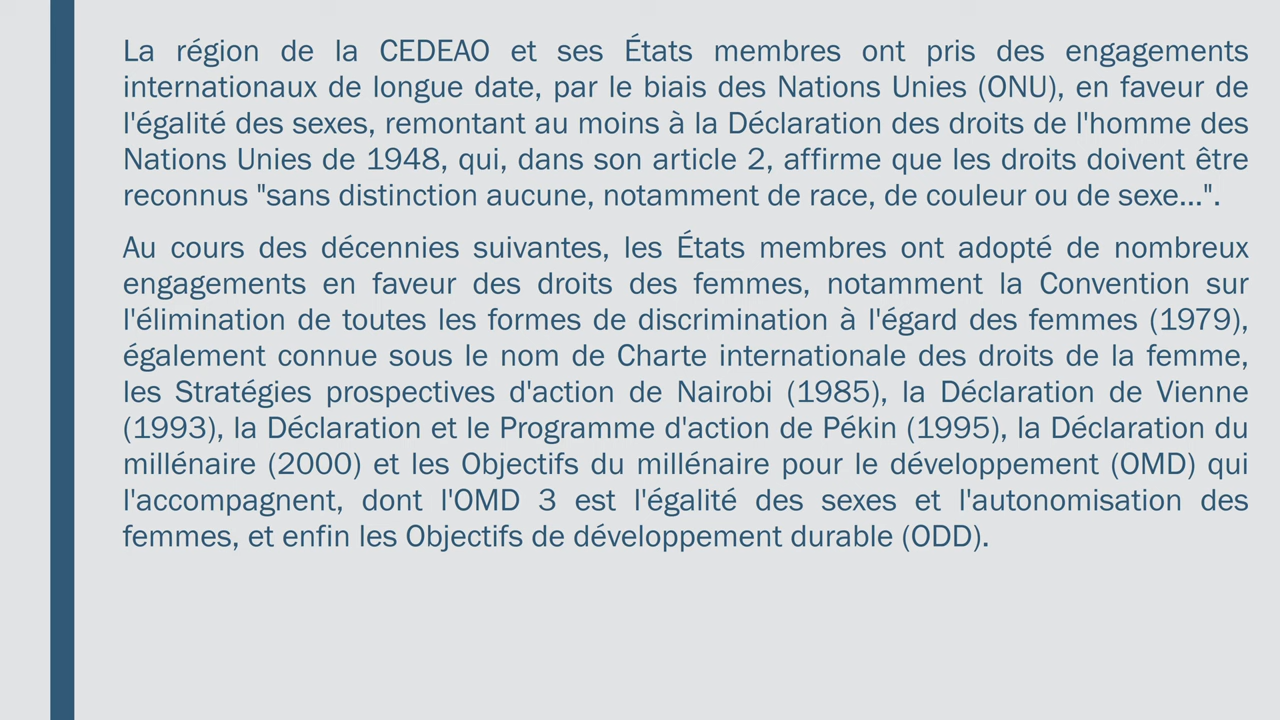 La région de la CEDEAO et ses États membres ont pris des engagements
internationaux de longue date, par le biais des Nations Unies (ONU), en faveur de
l'égalité des sexes, remontant au moins à la Déclaration des droits de l'homme des
Nations Unies de 1948, qui, dans son article 2, affirme que les droits doivent être
reconnus "sans distinction aucune, notamment de race, de couleur ou de sexe...".
Au cours des décennies suivantes, les États membres ont adopté de nombreux
engagements en faveur des droits des femmes, notamment la Convention sur
l'élimination de toutes les formes de discrimination à l'égard des femmes (1979),
également connue sous le nom de Charte internationale des droits de la femme,
les Stratégies prospectives d'action de Nairobi (1985), la Déclaration de Vienne
(1993), la Déclaration et le Programme d'action de Pékin (1995), la Déclaration du
millénaire (2000) et les Objectifs du millénaire pour le développement (OMD) qui
l'accompagnent, dont l'OMD 3 est l'égalité des sexes et l'autonomisation des
femmes, et enfin les Objectifs de développement durable (ODD).